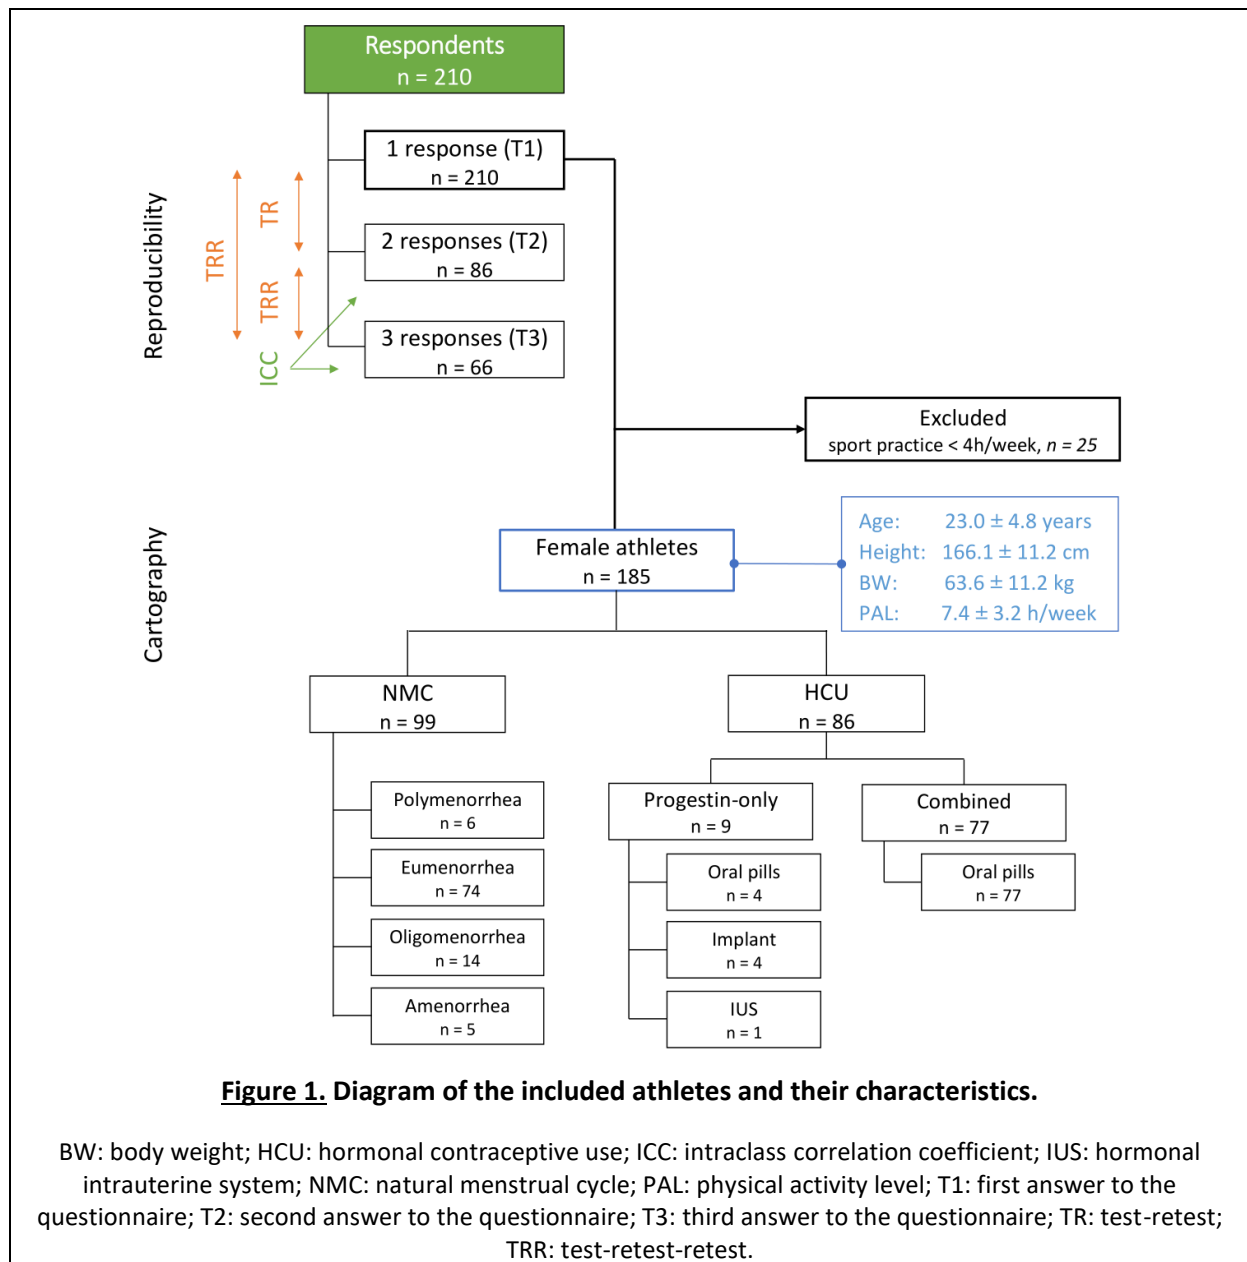 Respondents
n = 210
1 response (T1)
n = 210
2 responses (T2)
n = 86
3 responses (T3)
n = 66
Reproducibility
TRR
TR
TRR
ICC
Excluded
sport practice < 4h/week, n = 25
Cartography
Female athletes
n = 185
Age: 23.0 ± 4.8 years
Height: 166.1 ± 11.2 cm
BW: 63.6 ± 11.2 kg
PAL: 7.4 ± 3.2 h/week
NMC
n = 99
HCU
n = 86
Polymenorrhea
n = 6
Eumenorrhea
n = 74
Oligomenorrhea
n = 14
Amenorrhea
n = 5
Progestin-only
n = 9
Oral pills
n = 4
Implant
n = 4
IUS
n = 1
Combined
n = 77
Oral pills
n = 77
Figure 1. Diagram of the included athletes and their characteristics.
BW: body weight; HCU: hormonal contraceptive use; ICC: intraclass correlation coefficient; IUS: hormonal
intrauterine system; NMC: natural menstrual cycle; PAL: physical activity level; T1: first answer to the
questionnaire; T2: second answer to the questionnaire; T3: third answer to the questionnaire; TR: test-retest;
TRR: test-retest-retest.